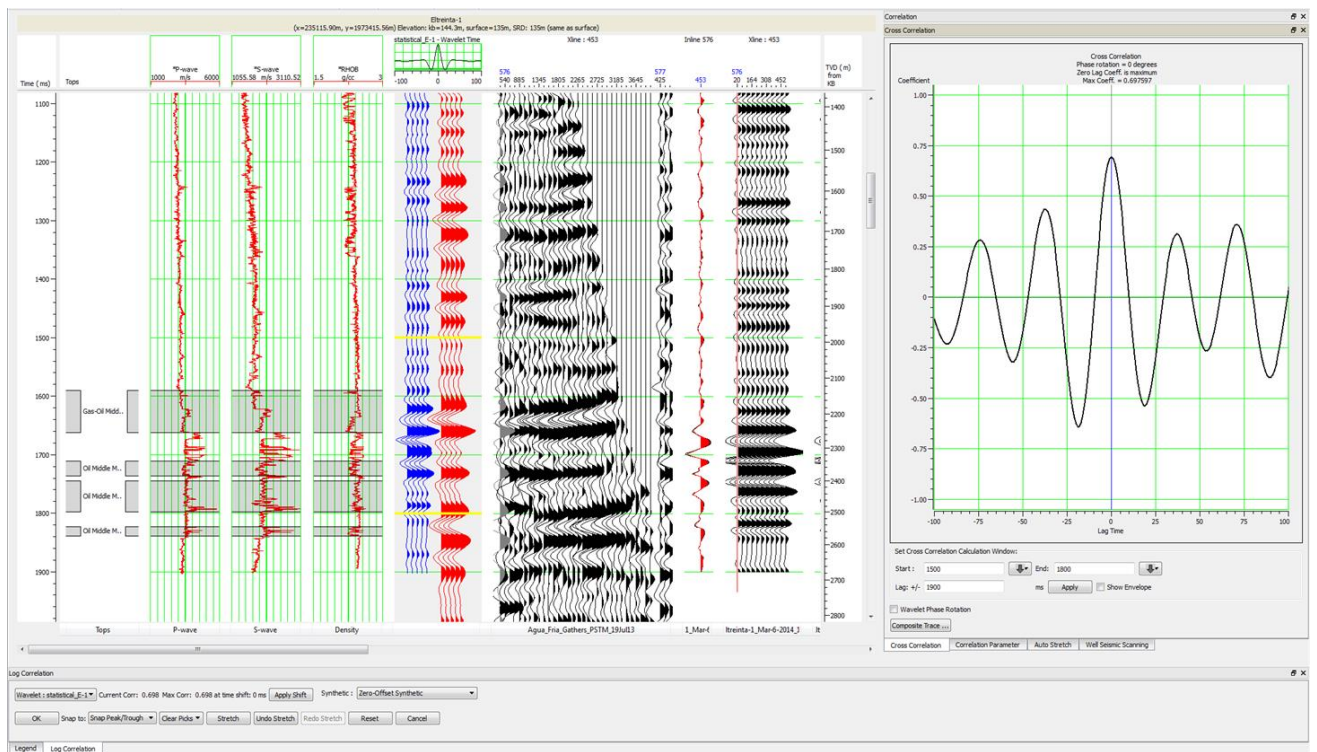 Eltreinta-1
(x=235115.90m, y=1973415.56m) Elevation: kb=144.3m, surface=135m, SRD: 135m (same as surface)
statistical_E-1 - Wavelet Time
Xline : 453
Inline 576
Xline : 453
Time (ms)
Tops
*P-wave
1000 m/s 6000
*S-wave
1055.58 m/s 3110.52
*RHOB
1.5 g/cc 3
-100 0 100
576
540 885 1345 1805 2265 2725 3185 3645
577
425
453
576
20 164 308 452
TVD (m)
from
KB
1100
1200
1300
1400
1500
1600
1700
1800
1900
Gas-Oil Midd..
Oil Middle M..
Oil Middle M..
Oil Middle M..
1400
1500
1600
1700
1800
1900
2000
2100
2200
2300
2400
2500
2600
2700
2800
Tops
P-wave
S-wave
Density
Agua_Fria_Gathers_PSTM_19Jul13
ltreinta-1_Mar-6-2014_1
Correlation
Cross Correlation
Cross Correlation
Phase rotation = 0 degrees
Zero Lag Coeff. is maximum
Max Coeff. = 0.697597
Coefficient
1.00
0.75
0.50
0.25
0
-0.25
-0.50
-0.75
-1.00
-100 -75 -50 -25 0 25 50 75 100
Lag Time
Set Cross Correlation Calculation Window:
Start : 1500 End: 1800
Lag: +/- 1900 ms Apply Show Envelope
Wavelet Phase Rotation
Composite Trace ...
Cross Correlation Correlation Parameter Auto Stretch Well Seismic Scanning
Log Correlation
Wavelet : statistical_E-1 Current Corr: 0.698 Max Corr: 0.698 at time shift: 0 ms Apply Shift Synthetic : Zero-Offset Synthetic
OK Snap to: Snap Peak/Trough Clear Picks Stretch Undo Stretch Redo Stretch Reset Cancel
Legend Log Correlation